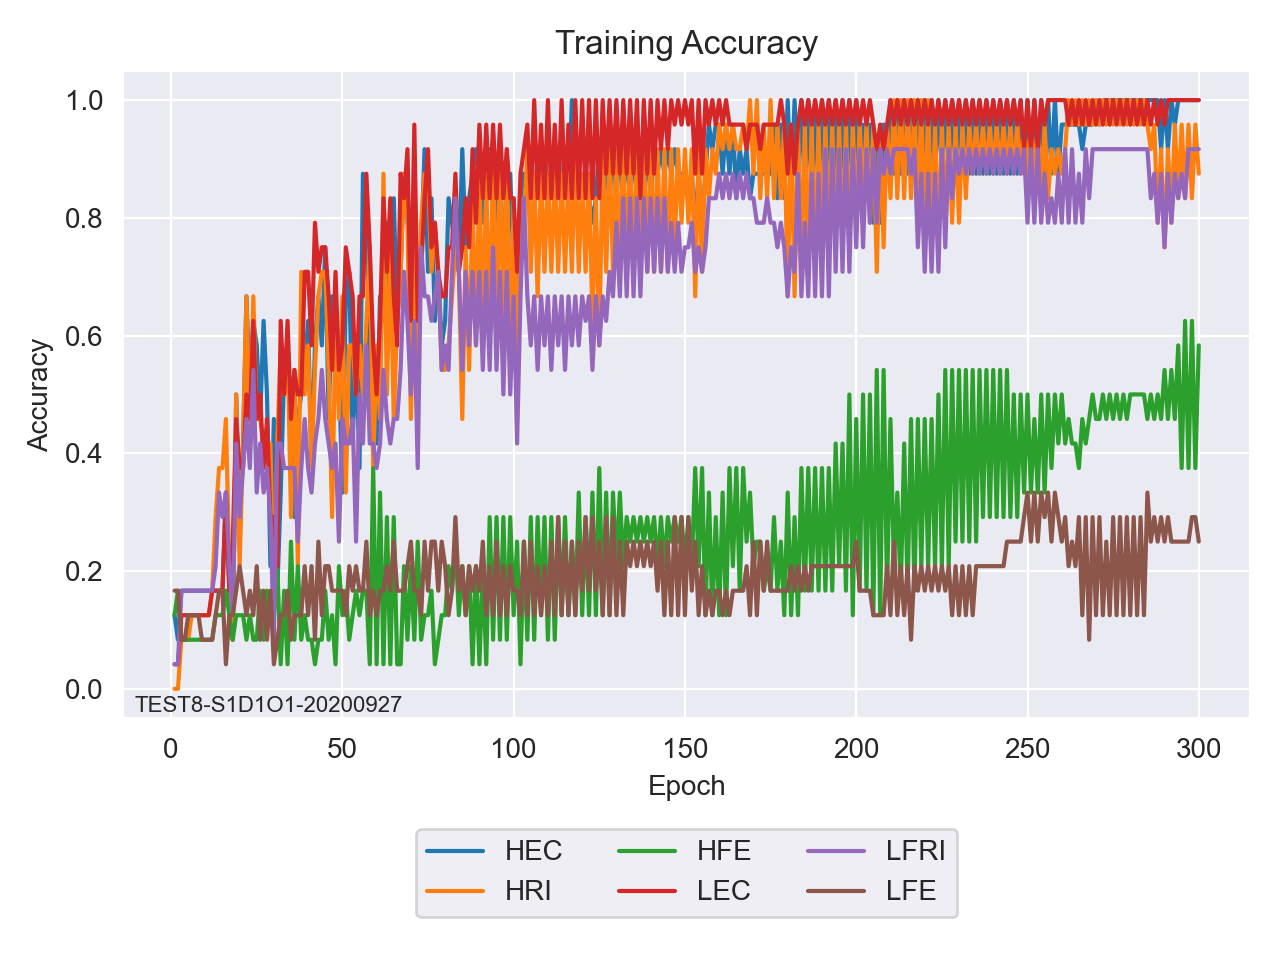 Training Accuracy
1.0
0.8
0.6
0.4
0.2
0.0
Accuracy
TEST8-S1D1O1-20200927
0 50 100 150 200 250 300
Epoch
HEC HFE LFRI
HRI LEC LFE